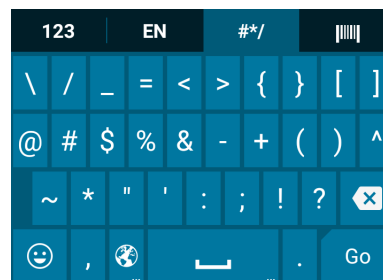 123 EN #*/
\ / _ = < > { } [ ]
@ # $ % & - + ( ) ^
~ * " ' : ; ! ?
, . Go